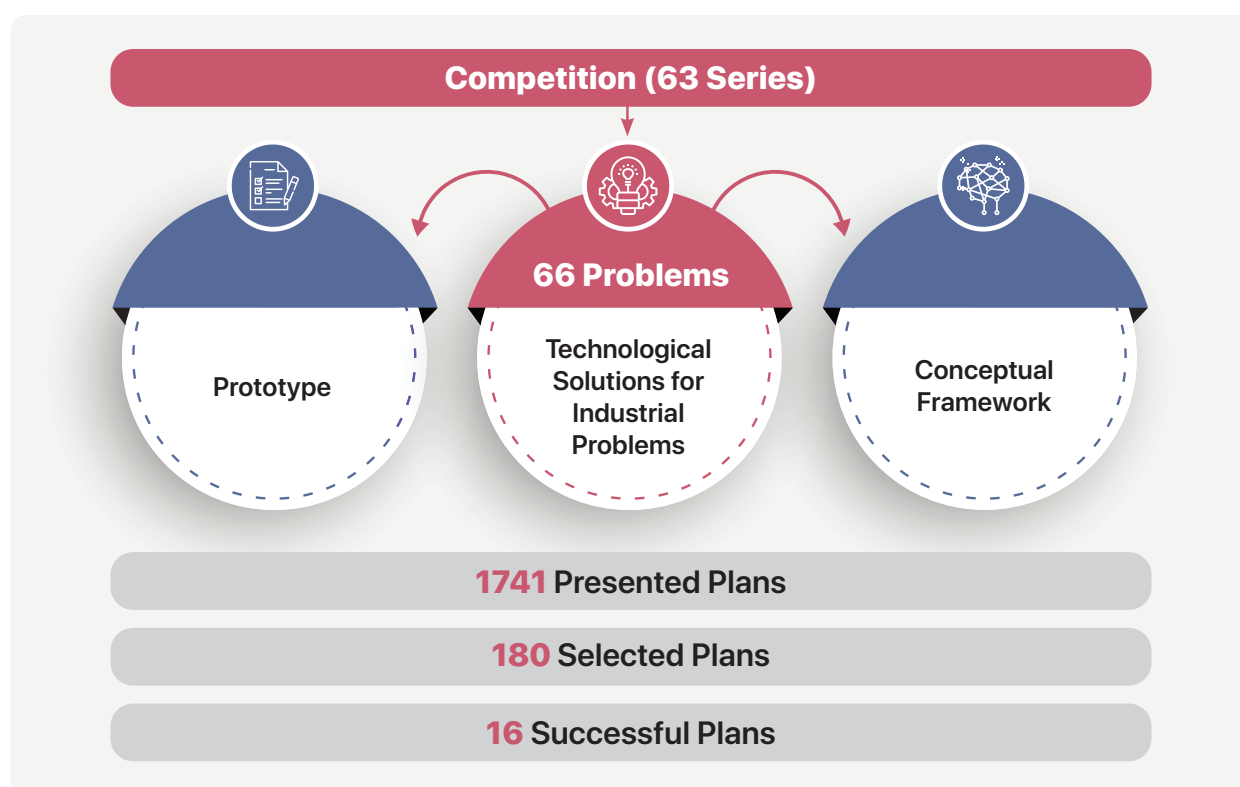 Competition (63 Series)
66 Problems
Prototype
Technological
Solutions for
Industrial
Problems
Conceptual
Framework
1741 Presented Plans
180 Selected Plans
16 Successful Plans